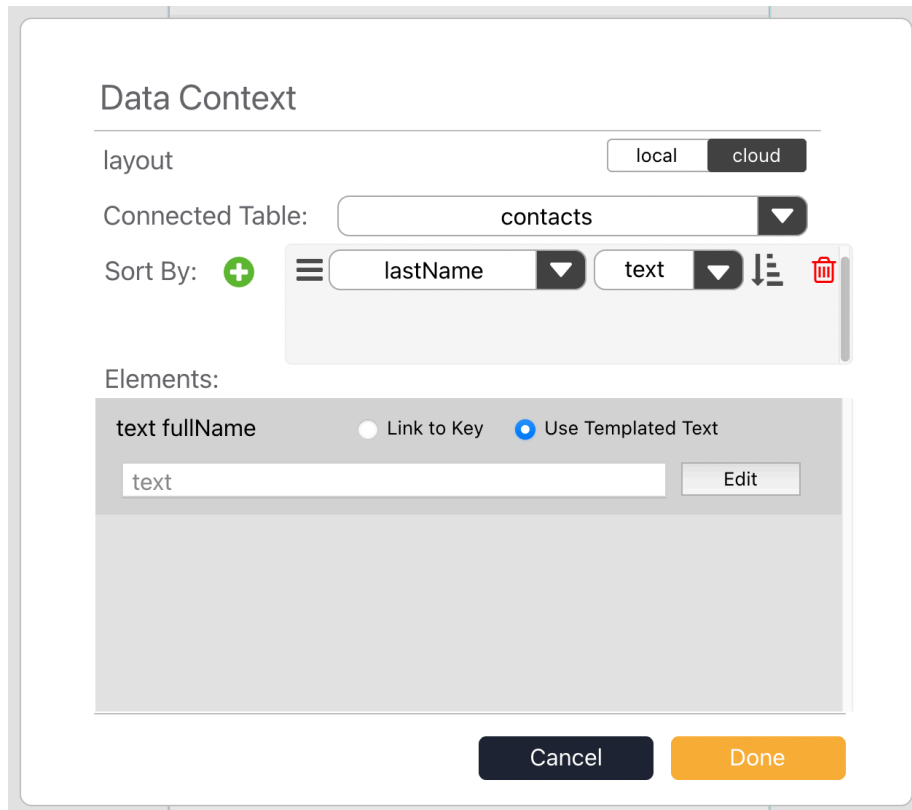 Data Context
layout local cloud
Connected Table: contacts
Sort By: lastName text
Elements:
text fullName Link to Key Use Templated Text
text Edit
Cancel Done